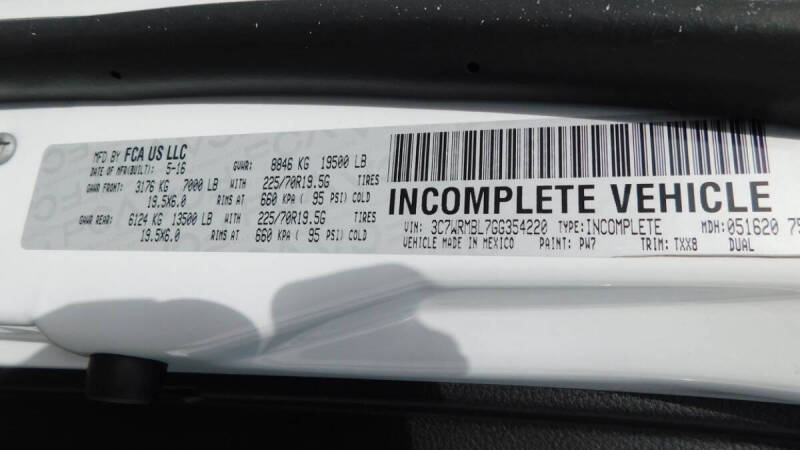 MFD BY FCA US LLC
DATE OF MFR(BUILT): 5-16 GVWR: 8846 KG 19500 LB
GAWR FRONT: 3176 KG 7000 LB WITH 225/70R19.5G TIRES
19.5X6.0 RIMS AT 660 KPA ( 95 PSI) COLD
GAWR REAR: 6124 KG 13500 LB WITH 225/70R19.5G TIRES
19.5X6.0 RIMS AT 660 KPA ( 95 PSI) COLD
INCOMPLETE VEHICLE
VIN: 3C7WRMBL7GG354220 TYPE: INCOMPLETE MDH: 051620
VEHICLE MADE IN MEXICO PAINT: PW7 TRIM: TXX8 DUAL